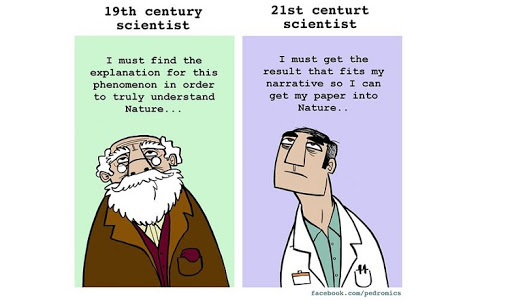 19th century
scientist
I must find the
explanation for this
phenomenon in order
to truly understand
Nature...
21st centurt
scientist
I must get the
result that fits my
narrative so I can
get my paper into
Nature..
facebook.com/pedromics